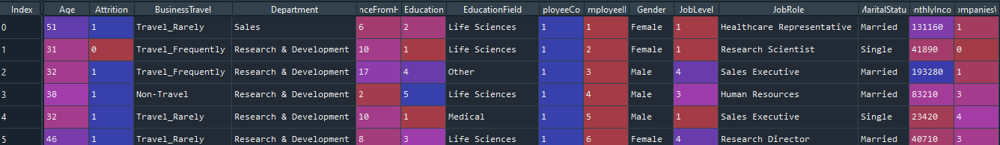 Index Age Attrition BusinessTravel Department nceFromH Education EducationField ployeeCo mployeeI Gender JobLevel JobRole MaritalStatu nthlyInco ompaniesV
0 51 1 Travel_Rarely Sales 6 2 Life Sciences 1 1 Female 1 Healthcare Representative Married 131160 1
1 31 0 Travel_Frequently Research & Development 10 1 Life Sciences 1 2 Female 1 Research Scientist Single 41890 0
2 32 1 Travel_Frequently Research & Development 17 4 Other 1 3 Male 4 Sales Executive Married 193280 1
3 38 1 Non-Travel Research & Development 2 5 Life Sciences 1 4 Male 3 Human Resources Married 83210 3
4 32 1 Travel_Rarely Research & Development 10 1 Medical 1 5 Male 1 Sales Executive Single 23420 4
5 46 1 Travel_Rarely Research & Development 8 3 Life Sciences 1 6 Female 4 Research Director Married 40710 3